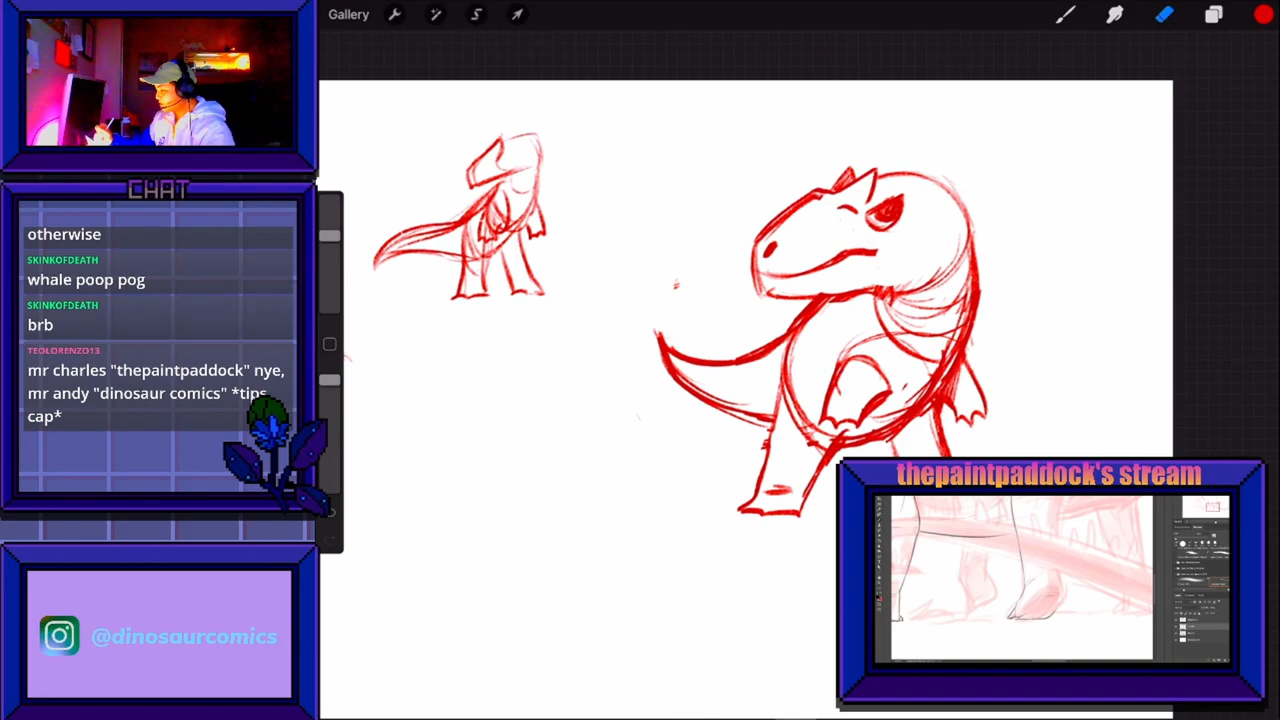 Gallery
CHAT
otherwise
SKINKOFDEATH
whale poop pog
SKINKOFDEATH
brb
TEOLORENZO13
mr charles "thepaintpaddock" nye,
mr andy "dinosaur comics" *tips
cap*
thepaintpaddock's stream
@dinosaurcomics